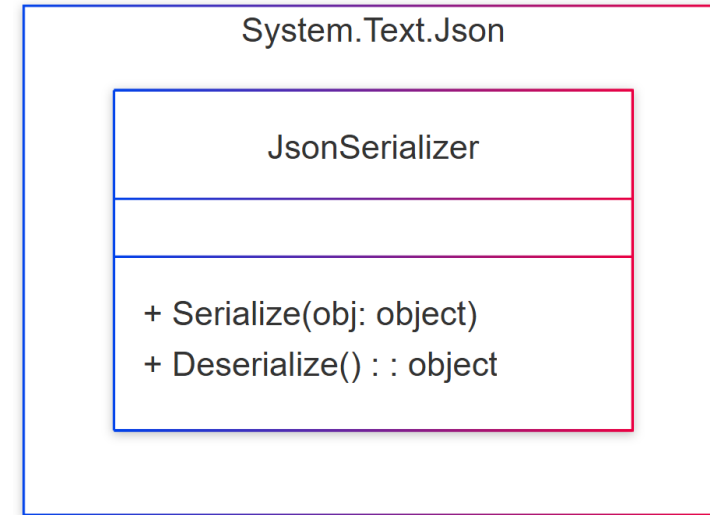 System.Text.Json
JsonSerializer
+ Serialize(obj: object)
+ Deserialize() : : object